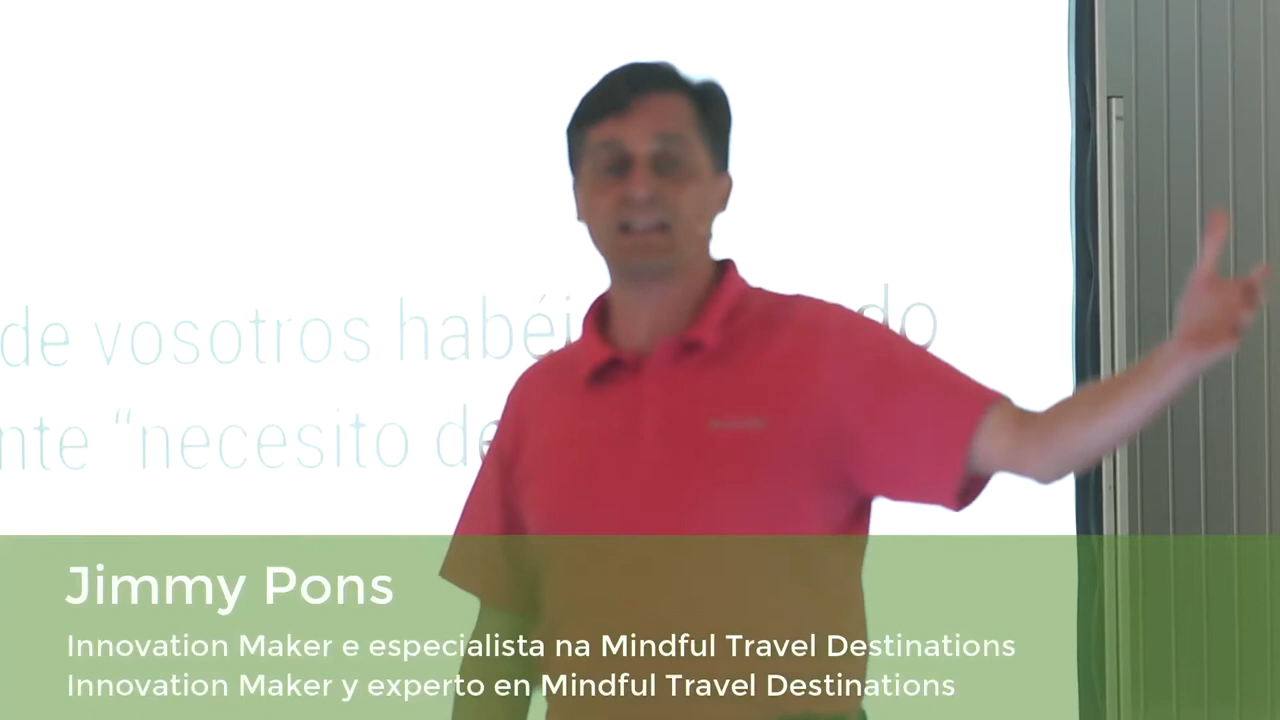 de vosotros habéi do
nte “necesito de
Jimmy Pons
Innovation Maker e especialista na Mindful Travel Destinations
Innovation Maker y experto en Mindful Travel Destinations